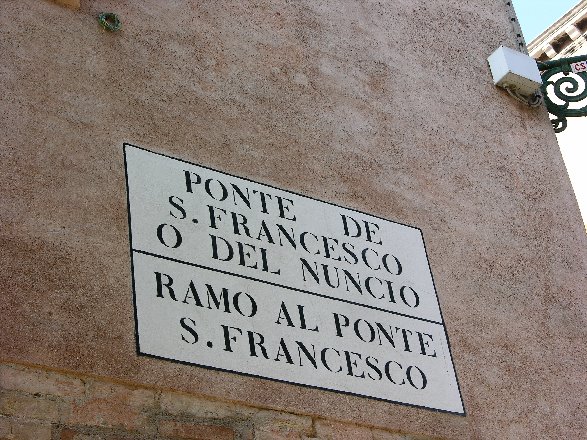 PONTE DE
S. FRANCESCO
O DEL NUNCIO
RAMO AL PONTE
S. FRANCESCO